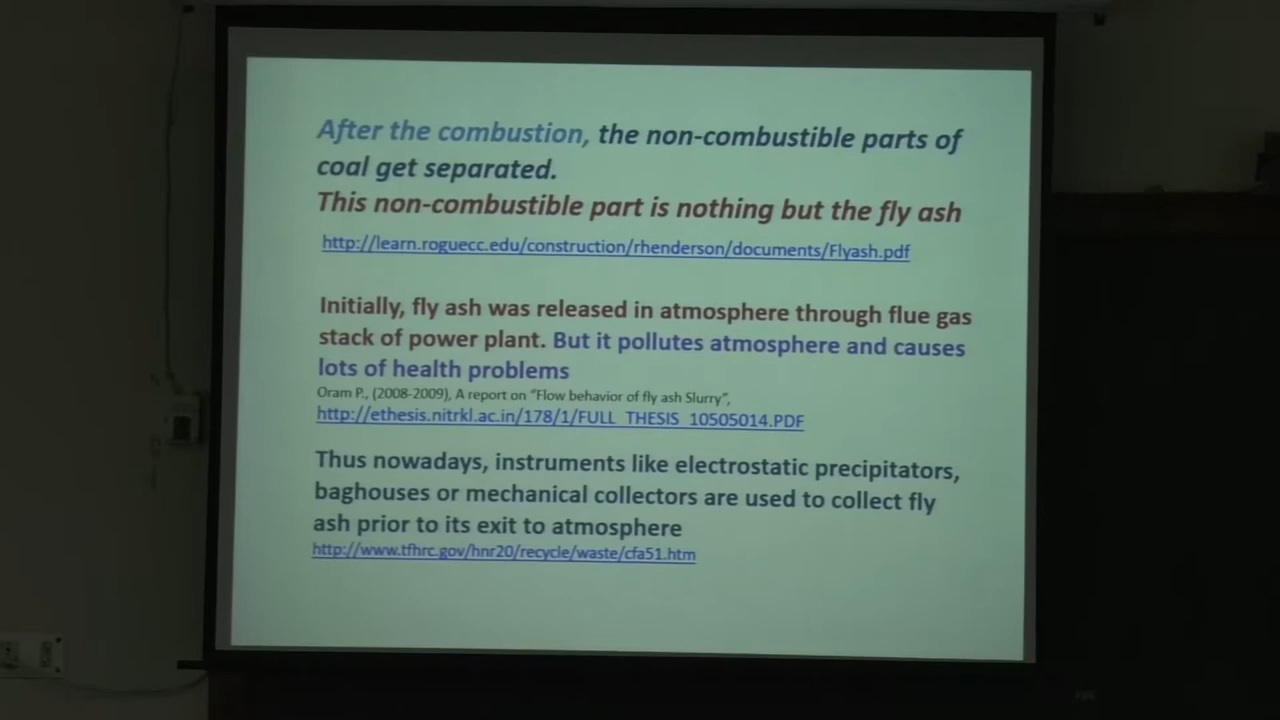 After the combustion, the non-combustible parts of
coal get separated.
This non-combustible part is nothing but the fly ash
http://learn.roguecc.edu/construction/rhenderson/documents/Flyash.pdf
Initially, fly ash was released in atmosphere through flue gas
stack of power plant. But it pollutes atmosphere and causes
lots of health problems
Oram P., (2008-2009), A report on “Flow behavior of fly ash Slurry”,
http://ethesis.nitrkl.ac.in/178/1/FULL_THESIS_10505014.PDF
Thus nowadays, instruments like electrostatic precipitators,
baghouses or mechanical collectors are used to collect fly
ash prior to its exit to atmosphere
http://www.tfhrc.gov/hnr20/recycle/waste/cfa51.htm